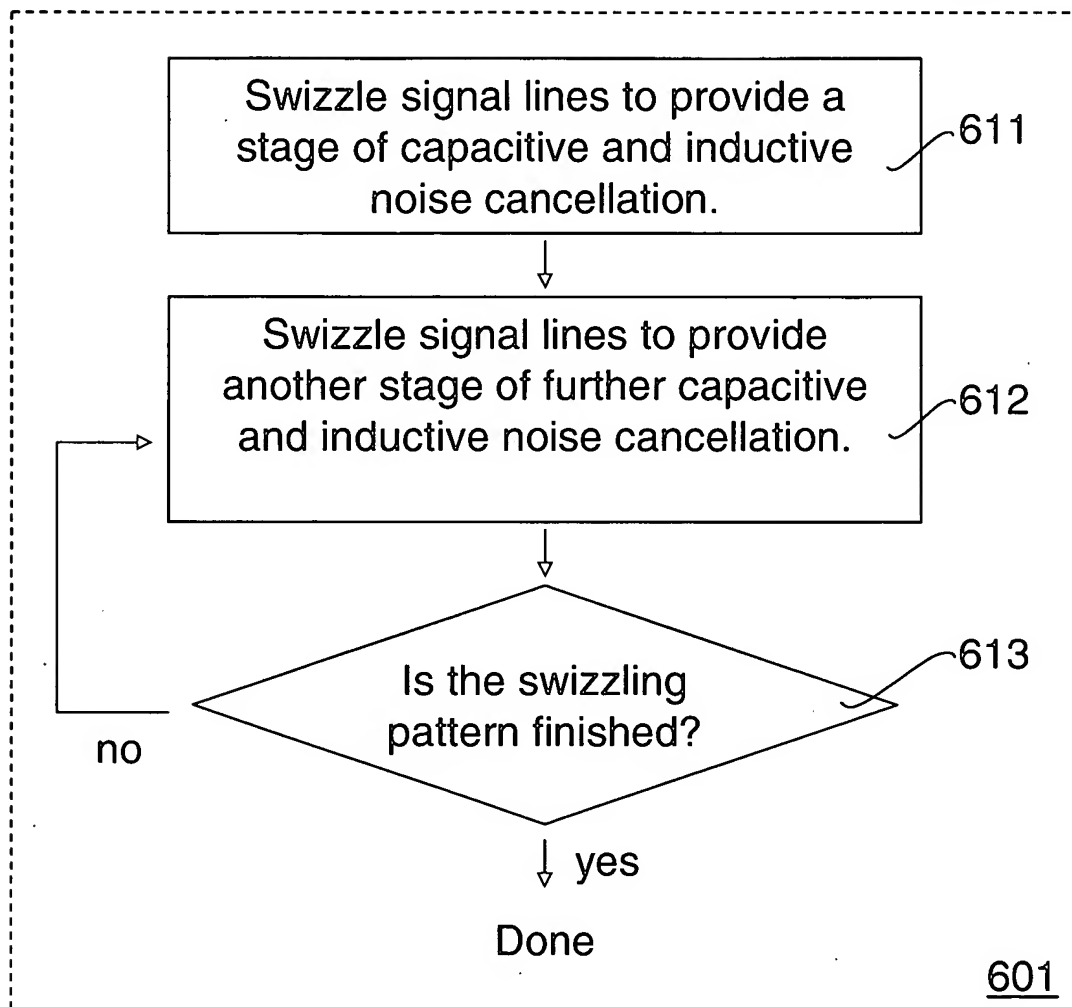 Swizzle signal lines to provide a
stage of capacitive and inductive
noise cancellation.
611
Swizzle signal lines to provide
another stage of further capacitive
and inductive noise cancellation.
612
Is the swizzling
pattern finished?
613
no
yes
Done
601